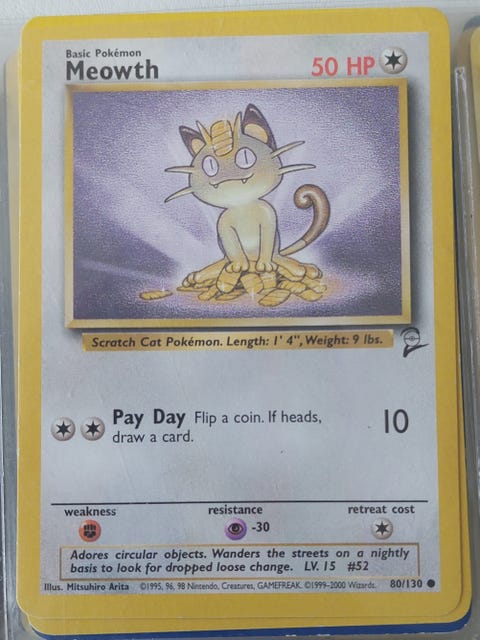 Basic Pokémon
Meowth 50 HP
Scratch Cat Pokémon. Length: 1' 4", Weight: 9 lbs.
Pay Day Flip a coin. If heads, 10
draw a card.
weakness resistance retreat cost
-30
Adores circular objects. Wanders the streets on a nightly
basis to look for dropped loose change. LV. 15 #52
Illus. Mitsuhiro Arita ©1995, 96, 98 Nintendo, Creatures, GAMEFREAK. ©1999-2000 Wizards. 80/130